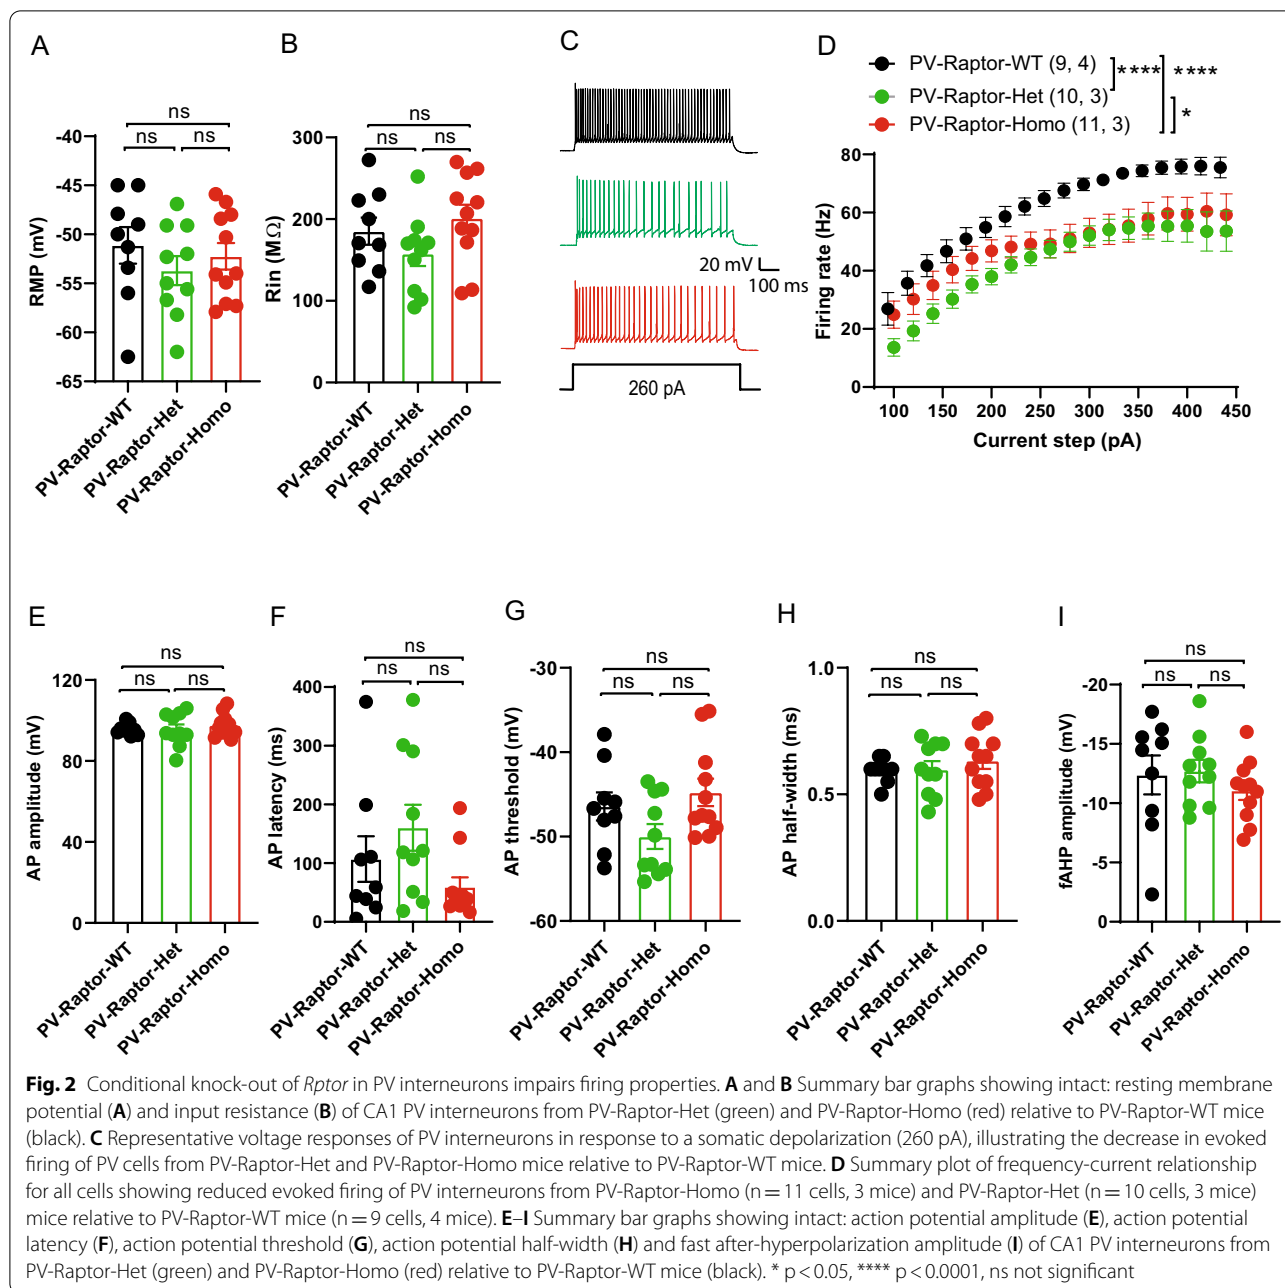 A
ns
ns ns
RMP (mV)
-40
-45
-50
-55
-60
-65
PV-Raptor-WT
PV-Raptor-Het
PV-Raptor-Homo
B
ns
ns ns
Rin (MΩ)
300
200
100
0
PV-Raptor-WT
PV-Raptor-Het
PV-Raptor-Homo
C
20 mV
100 ms
260 pA
D
PV-Raptor-WT (9, 4)
PV-Raptor-Het (10, 3)
PV-Raptor-Homo (11, 3)
**** ****
*
Firing rate (Hz)
80
60
40
20
0
100 150 200 250 300 350 400 450
Current step (pA)
E
ns
ns ns
AP amplitude (mV)
120
80
40
0
PV-Raptor-WT
PV-Raptor-Het
PV-Raptor-Homo
F
ns
ns ns
AP latency (ms)
400
300
200
100
0
PV-Raptor-WT
PV-Raptor-Het
PV-Raptor-Homo
G
ns
ns ns
AP threshold (mV)
-30
-40
-50
-60
PV-Raptor-WT
PV-Raptor-Het
PV-Raptor-Homo
H
ns
ns ns
AP half-width (ms)
1.0
0.5
0.0
PV-Raptor-WT
PV-Raptor-Het
PV-Raptor-Homo
I
ns
ns ns
fAHP amplitude (mV)
-20
-15
-10
-5
0
PV-Raptor-WT
PV-Raptor-Het
PV-Raptor-Homo
Fig. 2 Conditional knock-out of Rptor in PV interneurons impairs firing properties. A and B Summary bar graphs showing intact: resting membrane
potential (A) and input resistance (B) of CA1 PV interneurons from PV-Raptor-Het (green) and PV-Raptor-Homo (red) relative to PV-Raptor-WT mice
(black). C Representative voltage responses of PV interneurons in response to a somatic depolarization (260 pA), illustrating the decrease in evoked
firing of PV cells from PV-Raptor-Het and PV-Raptor-Homo mice relative to PV-Raptor-WT mice. D Summary plot of frequency-current relationship
for all cells showing reduced evoked firing of PV interneurons from PV-Raptor-Homo (n = 11 cells, 3 mice) and PV-Raptor-Het (n = 10 cells, 3 mice)
mice relative to PV-Raptor-WT mice (n = 9 cells, 4 mice). E–I Summary bar graphs showing intact: action potential amplitude (E), action potential
latency (F), action potential threshold (G), action potential half-width (H) and fast after-hyperpolarization amplitude (I) of CA1 PV interneurons from
PV-Raptor-Het (green) and PV-Raptor-Homo (red) relative to PV-Raptor-WT mice (black). * p < 0.05, **** p < 0.0001, ns not significant